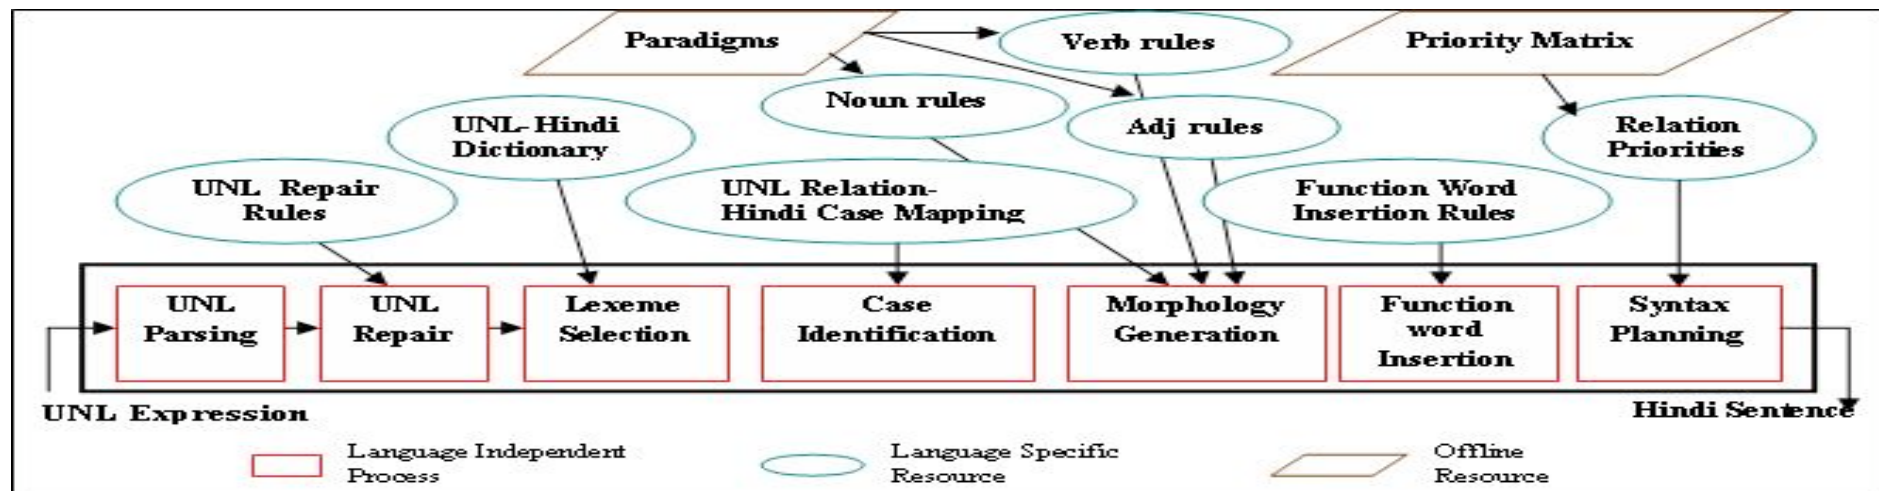 Paradigms
Verb rules
Priority Matrix
Noun rules
Adj rules
UNL-Hindi
Dictionary
Relation
Priorities
UNL Repair
Rules
UNL Relation-
Hindi Case Mapping
Function Word
Insertion Rules
UNL
Parsing
UNL
Repair
Lexeme
Selection
Case
Identification
Morphology
Generation
Function
word
Insertion
Syntax
Planning
UNL Expression
Hindi Sentence
Language Independent
Process
Language Specific
Resource
Offline
Resource